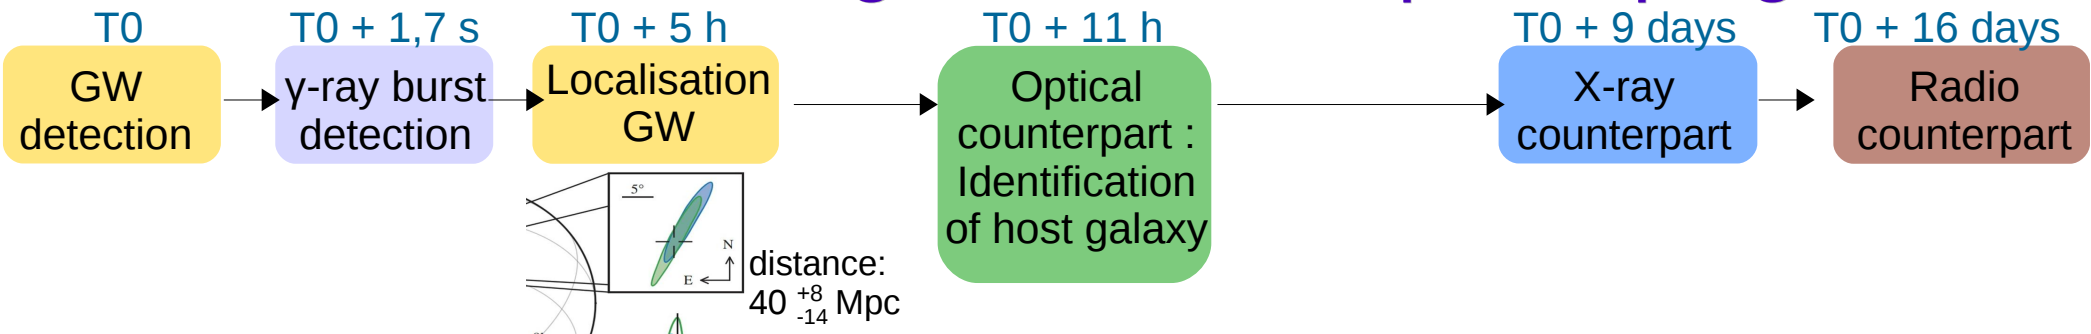 T0
GW
detection
T0 + 1,7 s
γ-ray burst
detection
T0 + 5 h
Localisation
GW
5°
N
E
distance:
40 +8 -14 Mpc
T0 + 11 h
Optical
counterpart :
Identification
of host galaxy
T0 + 9 days
X-ray
counterpart
T0 + 16 days
Radio
counterpart